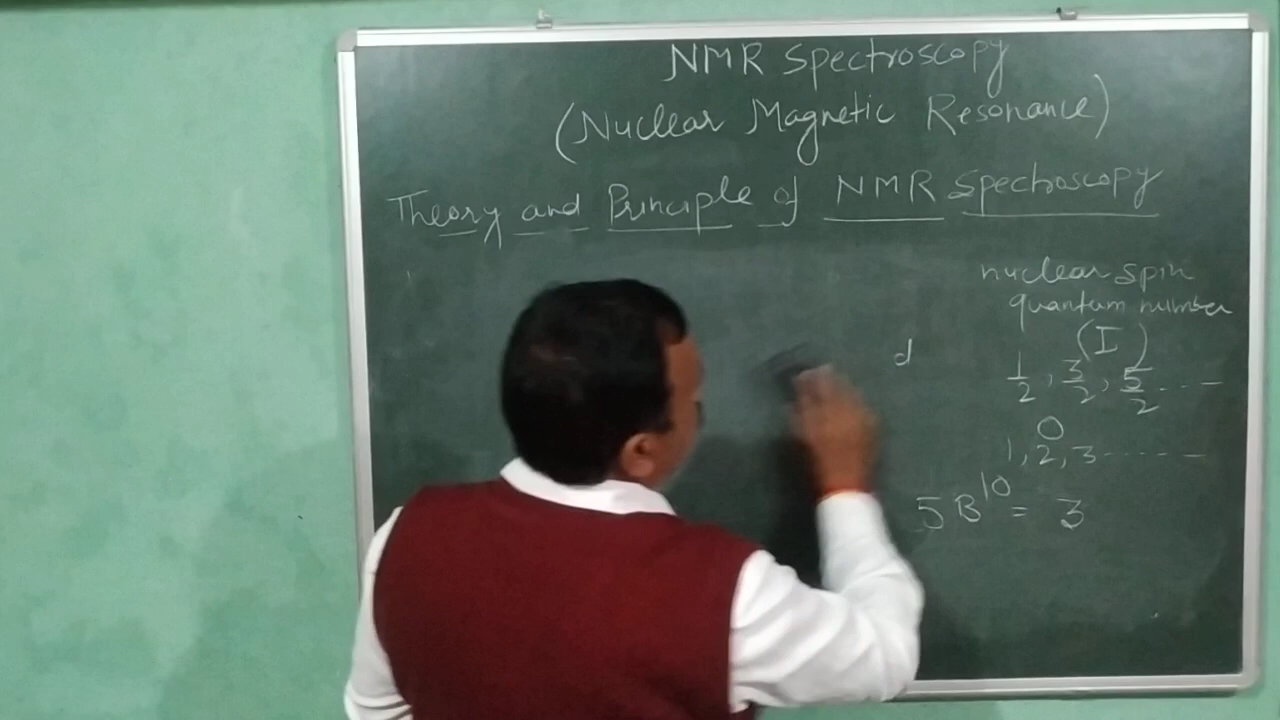 NMR Spectroscopy
(Nuclear Magnetic Resonance)
Theory and Principle of NMR Spectroscopy
nuclear spin
quantum number
(I)
d
1/2, 3/2, 5/2 ----
0
1, 2, 3 ------
5B¹⁰ = 3